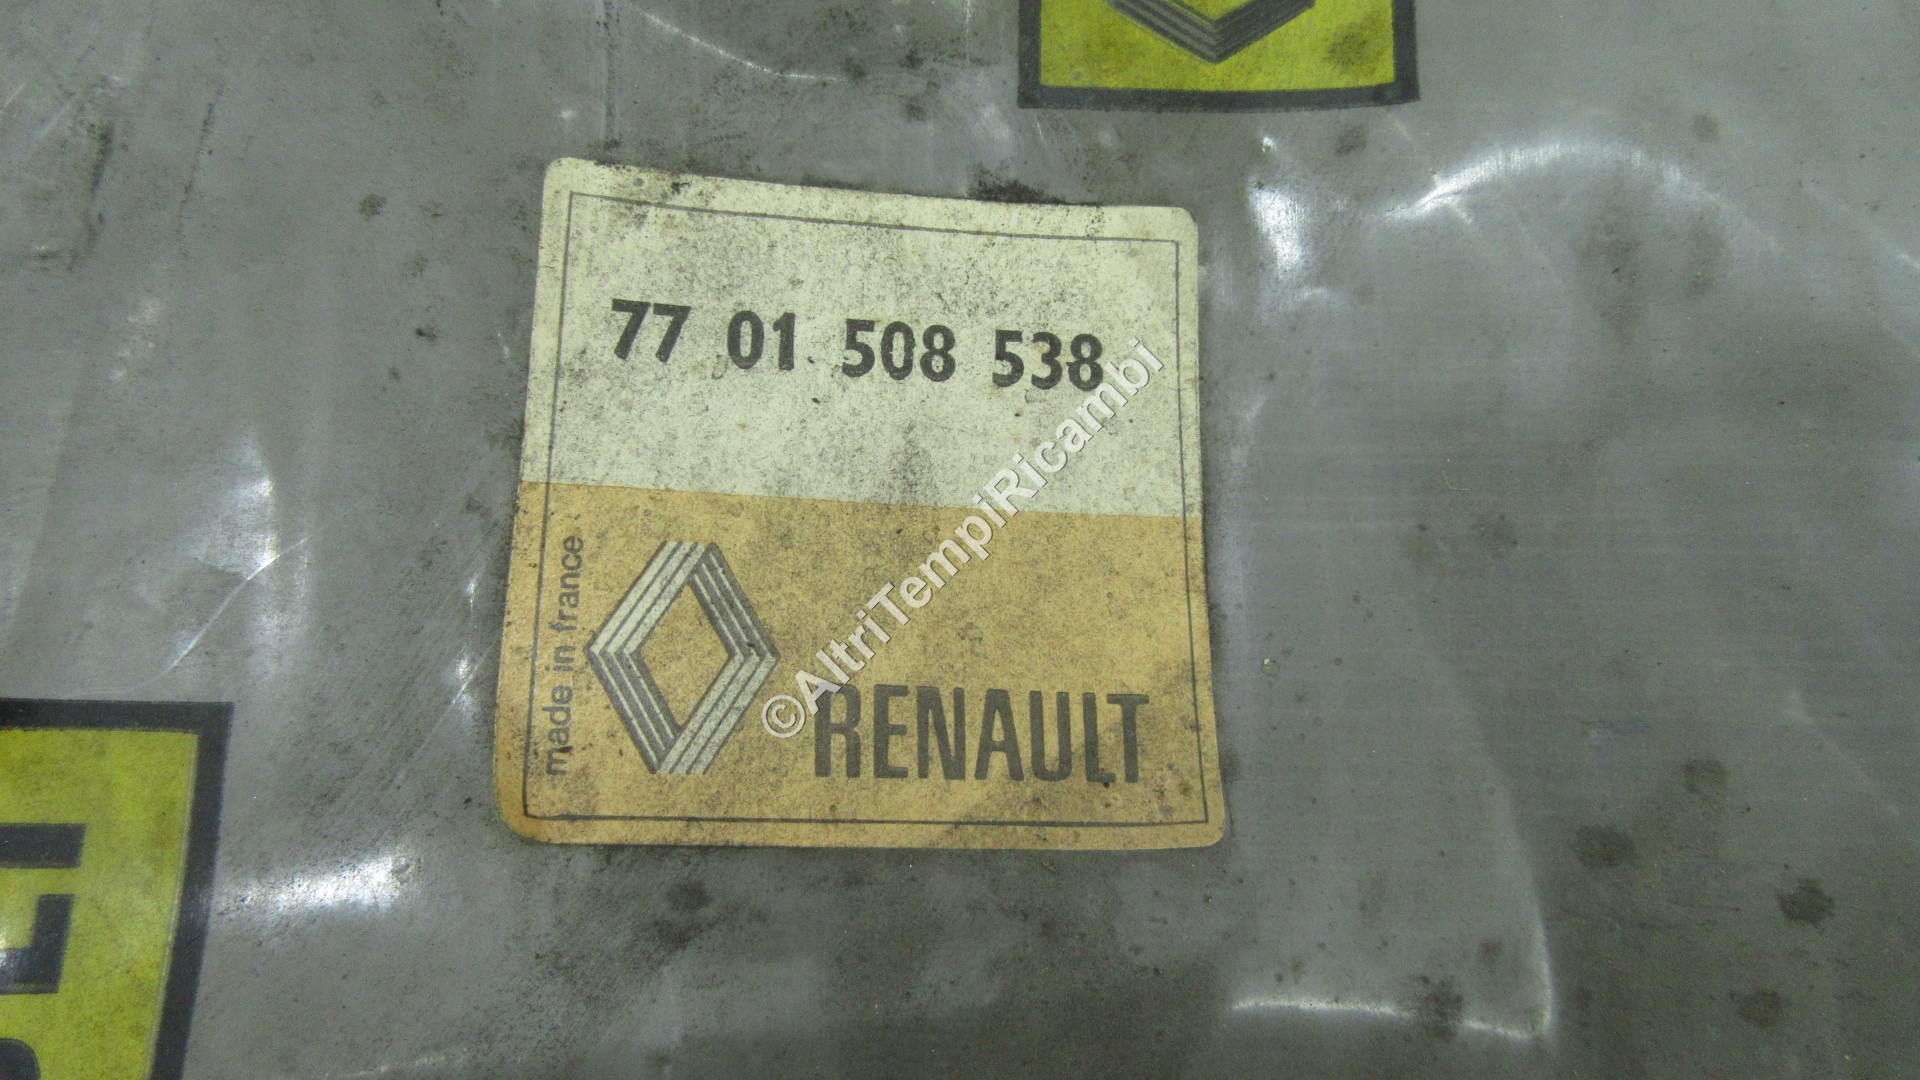 77 01 508 538
made in france
RENAULT
©AltriTempiRicambi